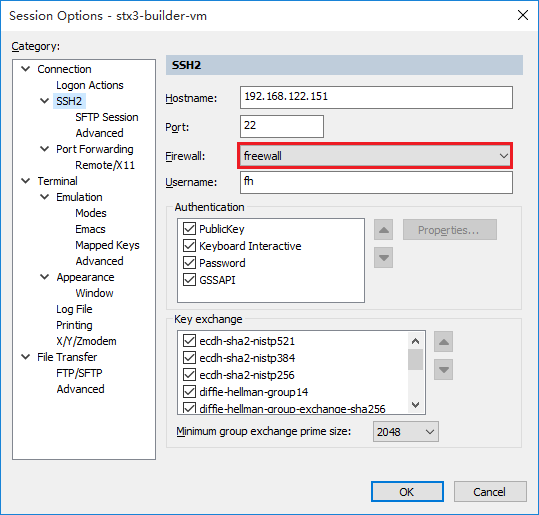 Session Options - stx3-builder-vm
Category:
Connection
Logon Actions
SSH2
SFTP Session
Advanced
Port Forwarding
Remote/X11
Terminal
Emulation
Modes
Emacs
Mapped Keys
Advanced
Appearance
Window
Log File
Printing
X/Y/Zmodem
File Transfer
FTP/SFTP
Advanced
SSH2
Hostname: 192.168.122.151
Port: 22
Firewall: freewall
Username: fh
Authentication
PublicKey
Keyboard Interactive
Password
GSSAPI
Properties...
Key exchange
ecdh-sha2-nistp521
ecdh-sha2-nistp384
ecdh-sha2-nistp256
diffie-hellman-group14
diffie-hellman-group-exchange-sha256
Minimum group exchange prime size: 2048
OK Cancel